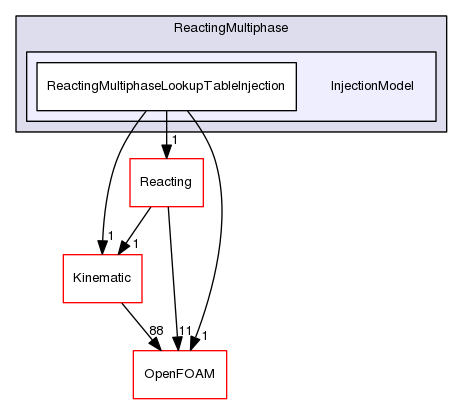 ReactingMultiphase
ReactingMultiphaseLookupTableInjection
InjectionModel
1
Reacting
1
1
Kinematic
88
11
1
OpenFOAM